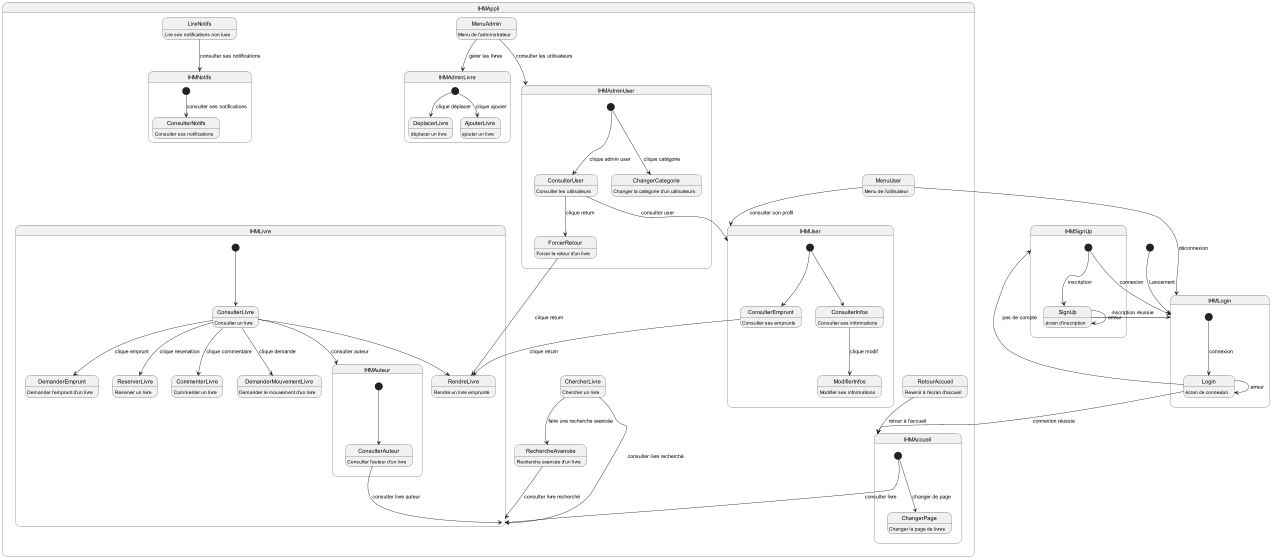 IHMAppli
LireNotifs
Lire ses notifications non lues
MenuAdmin
Menu de l'adminstrateur
consulter ses notifications
gérer les livres
consulter les utilisateurs
IHMNotifs
consulter ses notifications
ConsulterNotifs
Consulter ses notifications
IHMAdminLivre
clique déplacer
clique ajouter
DeplacerLivre
déplacer un livre
AjouterLivre
ajouter un livre
IHMAdminUser
clique admin user
clique catégorie
ConsulterUser
Consulter les utilisateurs
ChangerCategorie
Changer la catégorie d'un utilisateurs
clique return
consulter user
ForcerRetour
Forcer le retour d'un livre
MenuUser
Menu de l'utilisateur
consulter son profil
déconnexion
IHMLivre
ConsulterLivre
Consulter un livre
clique emprunt
clique reservation
clique commentaire
clique demande
consulter auteur
clique return
clique return
DemanderEmprunt
Demander l'emprunt d'un livre
ReserverLivre
Reserver un livre
CommenterLivre
Commenter un livre
DemanderMouvementLivre
Demander le mouvement d'un livre
IHMAuteur
ConsulterAuteur
Consulter l'auteur d'un livre
consulter livre auteur
RendreLivre
Rendre un livre emprunté
IHMUser
ConsulterEmprunt
Consulter ses emprunts
ConsulterInfos
Consulter ses informations
clique modif
ModifierInfos
Modifier ses informations
IHMSignUp
inscription
connexion
SignUp
écran d'inscription
erreur
inscription réussie
Lancement
pas de compte
IHMLogin
connexion
Login
écran de connexion
erreur
connexion réussie
ChercherLivre
Chercher un livre
faire une recherche avancée
RechercheAvancée
Recherche avancée d'un livre
consulter livre recherché
consulter livre recherché
RetourAccueil
Revenir à l'écran d'accueil
retour à l'accueil
IHMAccueil
consulter livre
changer de page
ChangerPage
Changer la page de livres